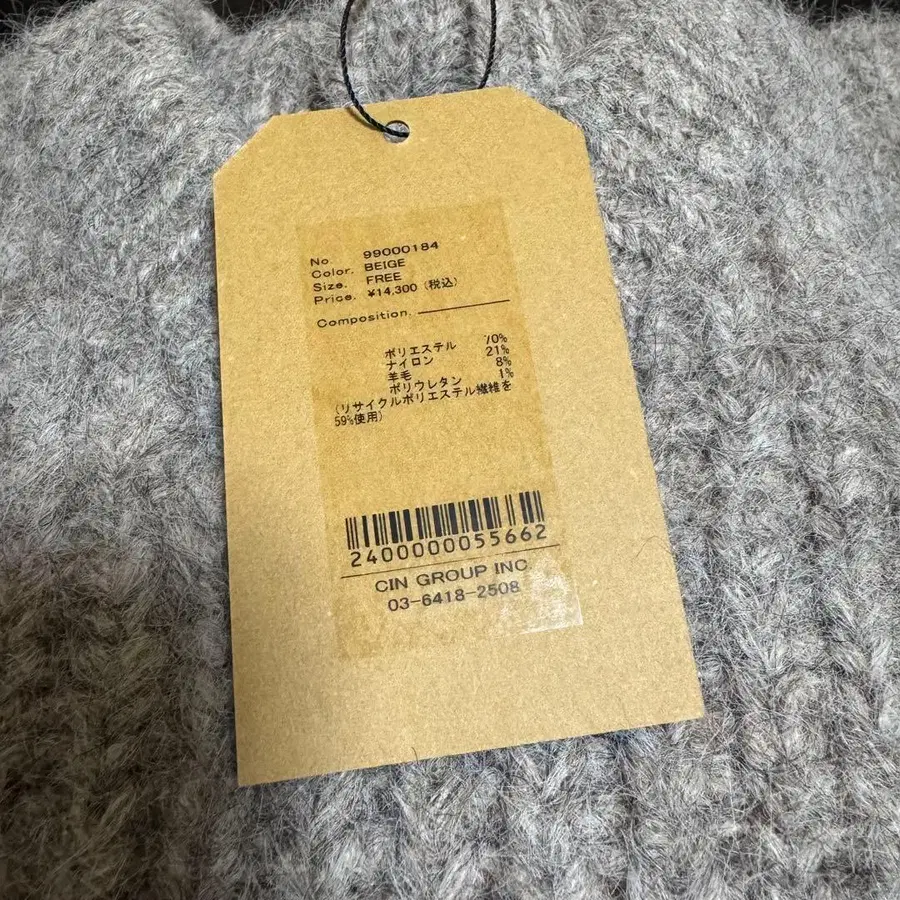 No. 99000184
Color. BEIGE
Size. FREE
Price. ¥14,300 (税込)
Composition.
ポリエステル 70%
ナイロン 21%
羊毛 8%
ポリウレタン 1%
(リサイクルポリエステル繊維を
59%使用)
2400000055662
CIN GROUP INC.
03-6418-2508